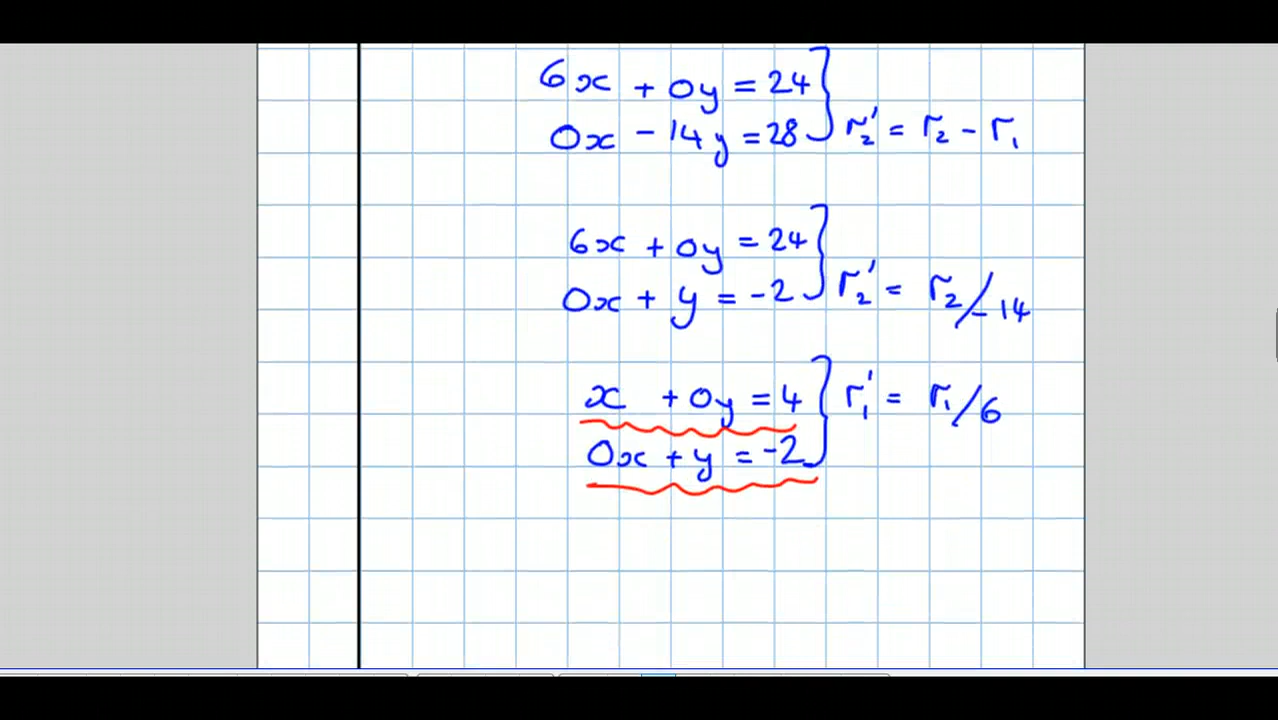 6x + 0y = 24
0x - 14y = 28 } r₂' = r₂ - r₁
6x + 0y = 24
0x + y = -2 } r₂' = r₂/-14
x + 0y = 4 } r₁' = r₁/6
0x + y = -2